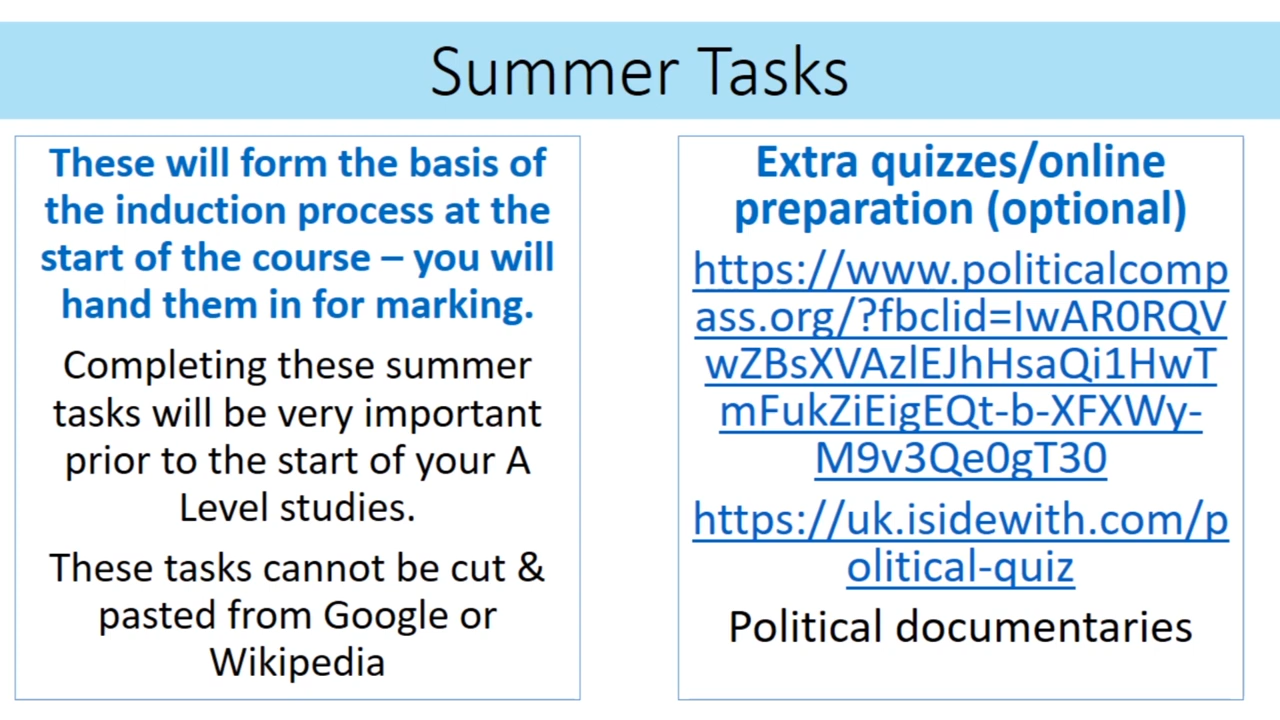 Summer Tasks
These will form the basis of
the induction process at the
start of the course – you will
hand them in for marking.
Completing these summer
tasks will be very important
prior to the start of your A
Level studies.
These tasks cannot be cut &
pasted from Google or
Wikipedia
Extra quizzes/online
preparation (optional)
https://www.politicalcomp
ass.org/?fbclid=IwAR0RQV
wZBsXVAzlEJhHsaQi1HwT
mFukZiEigEQt-b-XFXWy-
M9v3Qe0gT30
https://uk.isidewith.com/p
olitical-quiz
Political documentaries